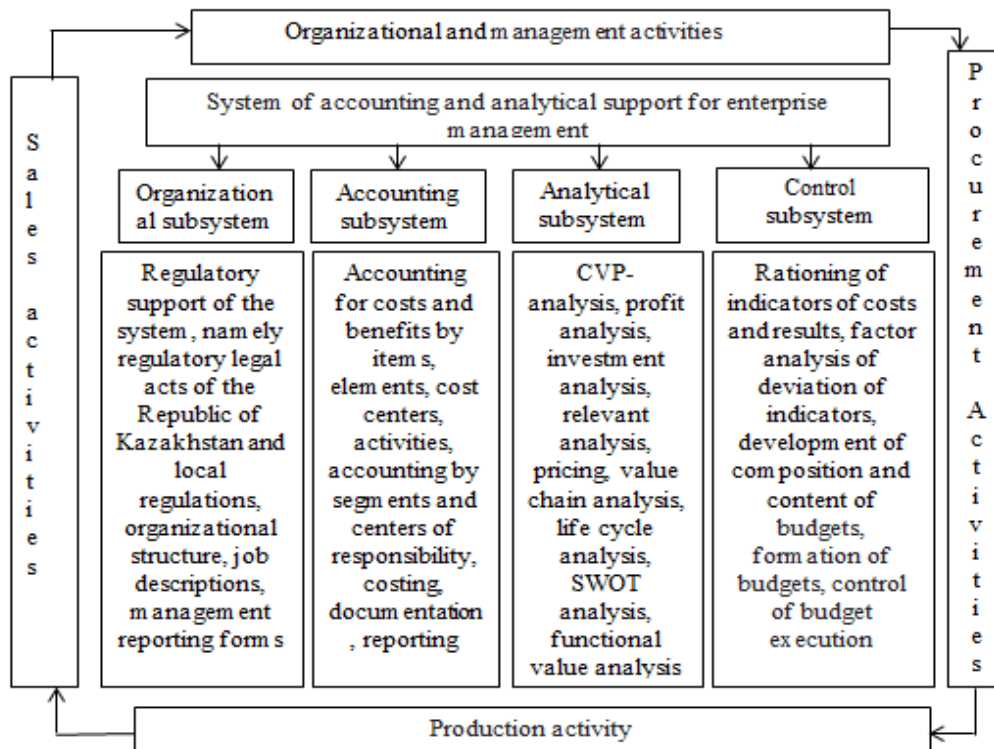 Organizational and management activities
Sales activities
System of accounting and analytical support for enterprise
management
Organization
al subsystem
Accounting
subsystem
Analytical
subsystem
Control
subsystem
Regulatory
support of the
system, namely
regulatory legal
acts of the
Republic of
Kazakhstan and
local
regulations,
organizational
structure, job
descriptions,
management
reporting forms
Accounting
for costs and
benefits by
items,
elements, cost
centers,
activities,
accounting by
segments and
centers of
responsibility,
costing,
documentation
, reporting
CVP-
analysis, profit
analysis,
investment
analysis,
relevant
analysis,
pricing, value
chain analysis,
life cycle
analysis,
SWOT
analysis,
functional
value analysis
Rationing of
indicators of costs
and results, factor
analysis of
deviation of
indicators,
development of
composition and
content of
budgets,
formation of
budgets, control
of budget
execution
Procurement Activities
Production activity